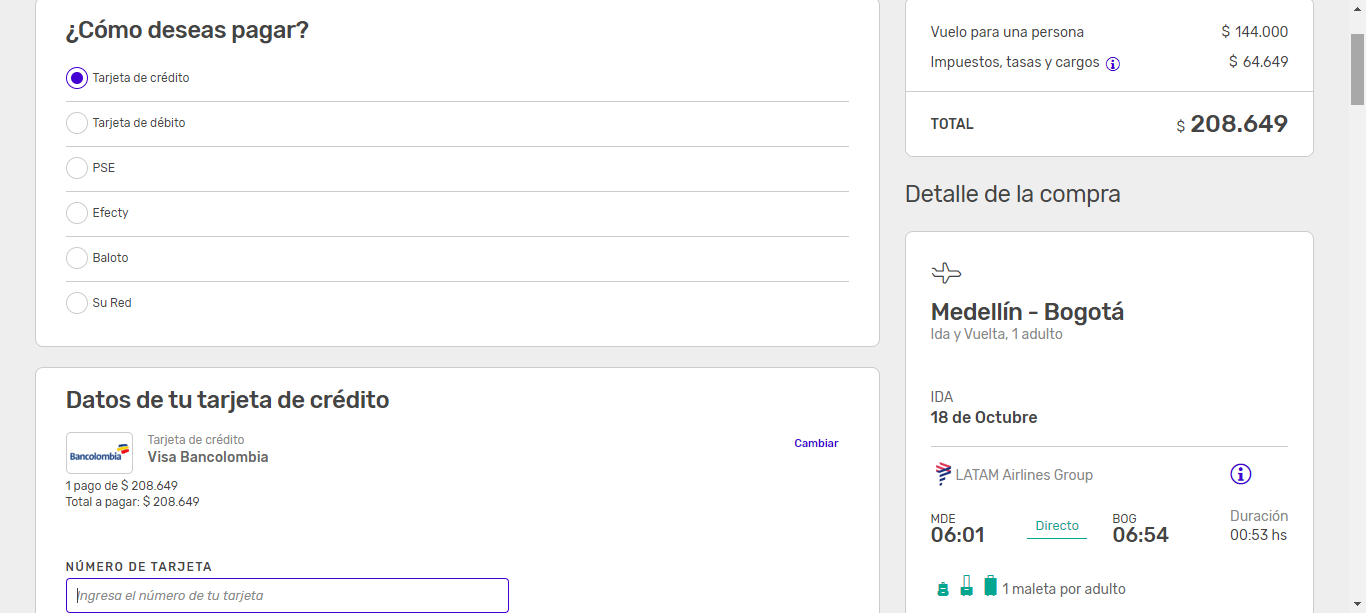 ¿Cómo deseas pagar?
Tarjeta de crédito
Tarjeta de débito
PSE
Efecty
Baloto
Su Red
Datos de tu tarjeta de crédito
Bancolombia
Tarjeta de crédito
Visa Bancolombia
Cambiar
1 pago de $ 208.649
Total a pagar: $ 208.649
NÚMERO DE TARJETA
Ingresa el número de tu tarjeta
Vuelo para una persona $ 144.000
Impuestos, tasas y cargos $ 64.649
TOTAL $ 208.649
Detalle de la compra
Medellín - Bogotá
Ida y Vuelta, 1 adulto
IDA
18 de Octubre
LATAM Airlines Group
MDE BOG Duración
06:01 Directo 06:54 00:53 hs
1 maleta por adulto